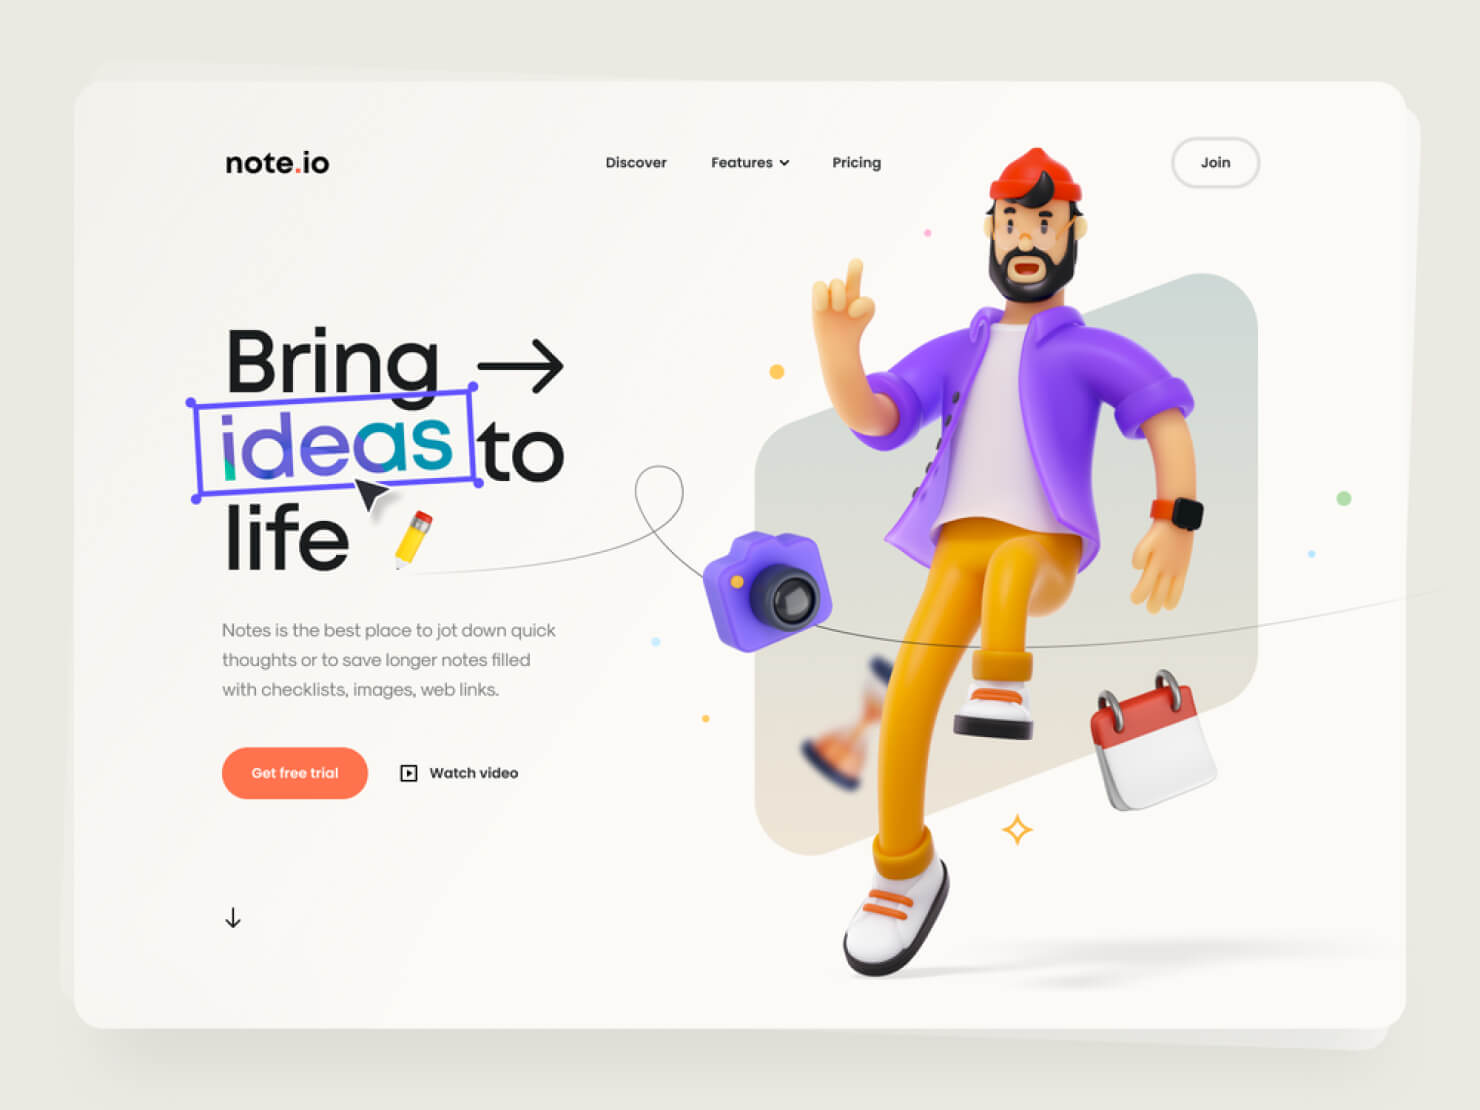 note.io
Discover
Features
Pricing
Join
Bring
ideas to
life
Notes is the best place to jot down quick
thoughts or to save longer notes filled
with checklists, images, web links.
Get free trial
Watch video